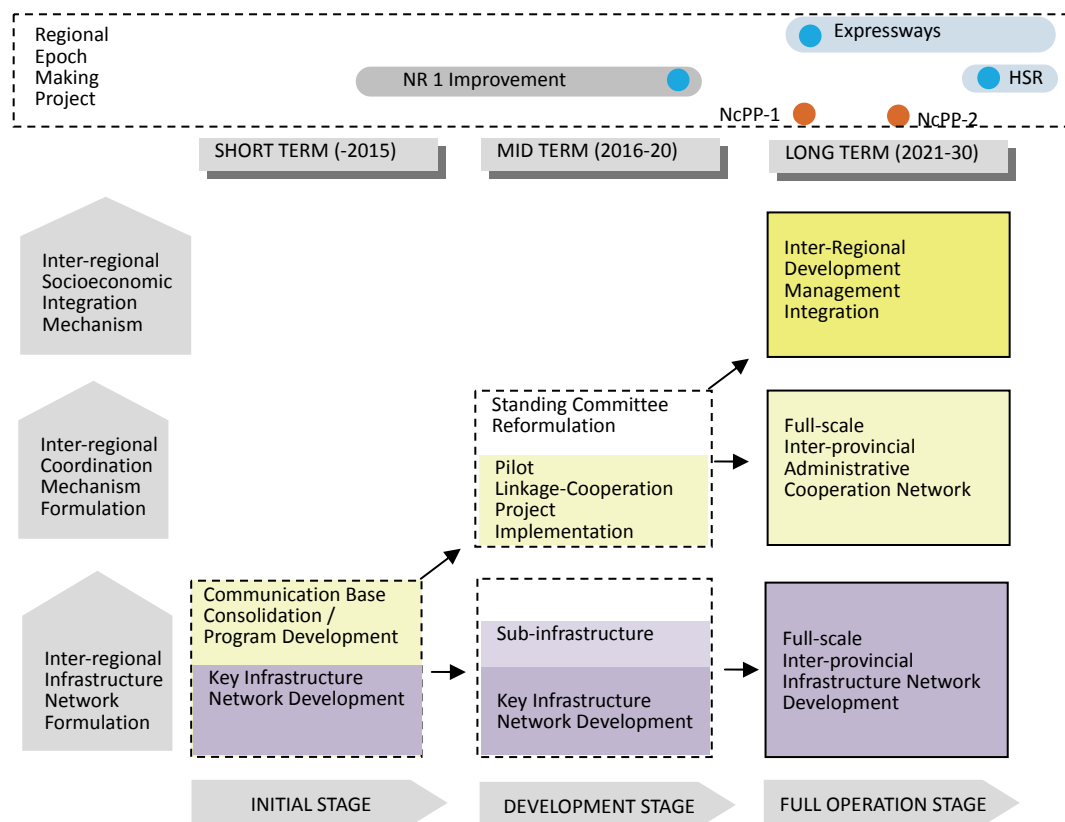 Regional
Epoch
Making
Project
Expressways
NR 1 Improvement
HSR
NcPP-1
NcPP-2
SHORT TERM (-2015)
MID TERM (2016-20)
LONG TERM (2021-30)
Inter-regional
Socioeconomic
Integration
Mechanism
Inter-Regional
Development
Management
Integration
Inter-regional
Coordination
Mechanism
Formulation
Standing Committee
Reformulation
Pilot
Linkage-Cooperation
Project
Implementation
Full-scale
Inter-provincial
Administrative
Cooperation Network
Inter-regional
Infrastructure
Network
Formulation
Communication Base
Consolidation /
Program Development
Key Infrastructure
Network Development
Sub-infrastructure
Key Infrastructure
Network Development
Full-scale
Inter-provincial
Infrastructure Network
Development
INITIAL STAGE
DEVELOPMENT STAGE
FULL OPERATION STAGE